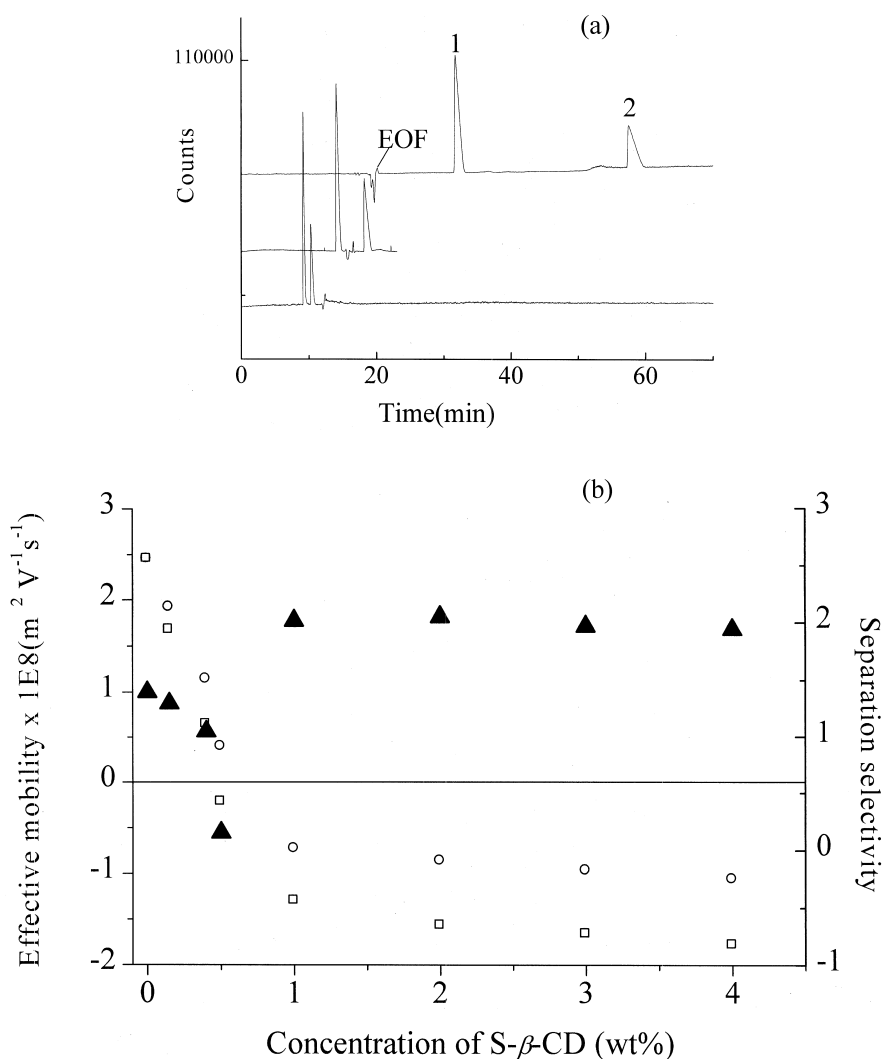 (a)
1
110000
2
EOF
Counts
0
20
40
60
Time(min)
(b)
3
2
1
0
-1
-2
Effective mobility x 1E8(m² V⁻¹s⁻¹)
3
2
1
0
-1
Separation selectivity
0
1
2
3
4
Concentration of S-β-CD (wt%)